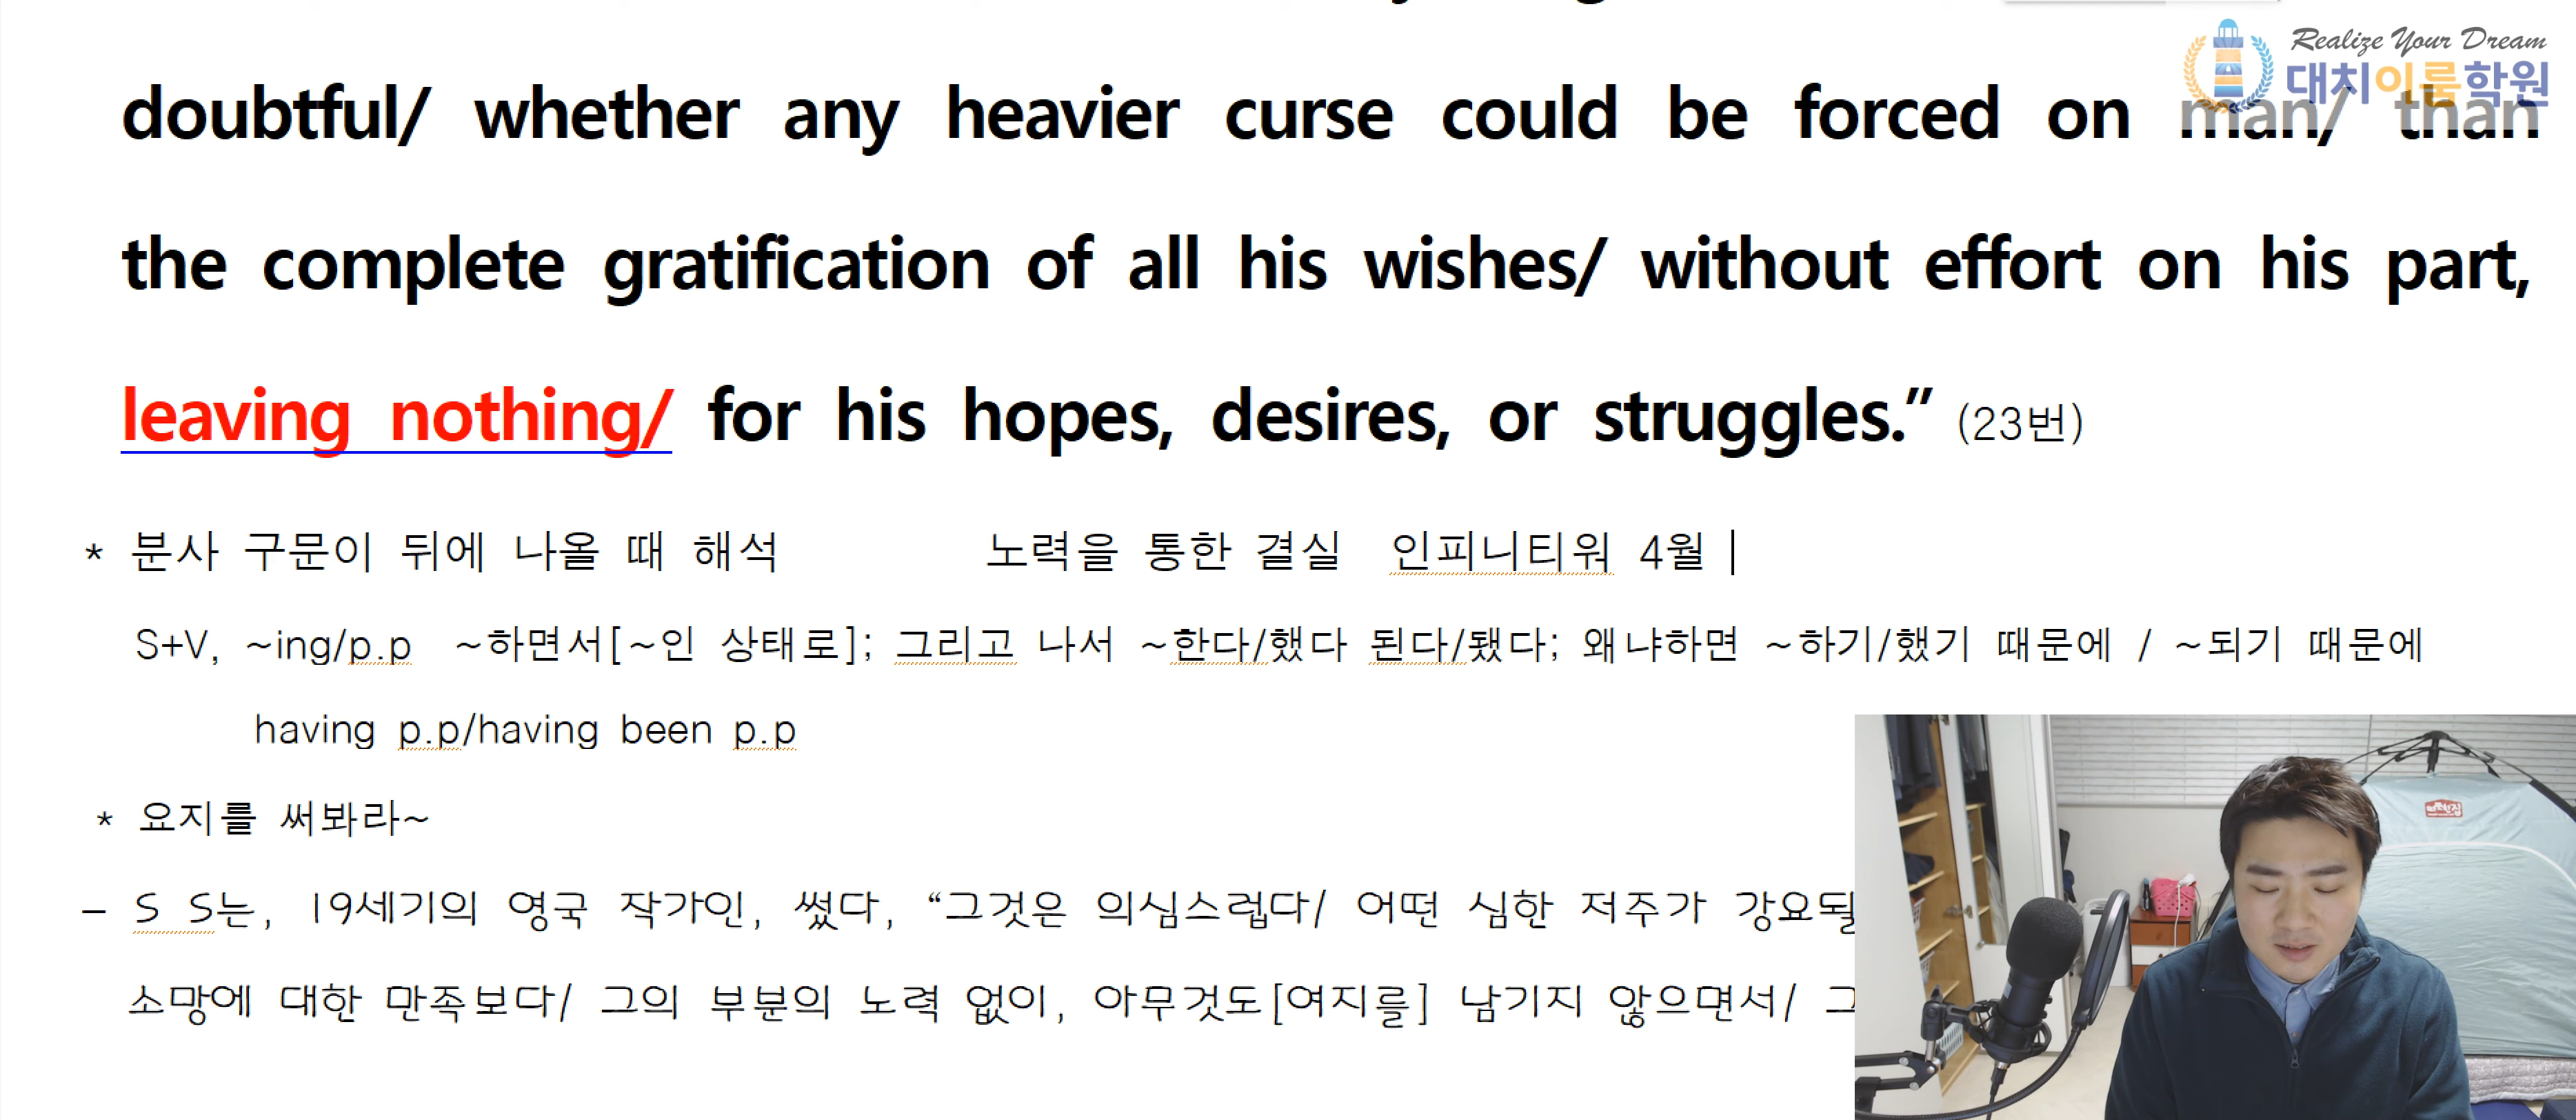 Realize Your Dream
대치이룸학원
doubtful/ whether any heavier curse could be forced on man/ than
the complete gratification of all his wishes/ without effort on his part,
leaving nothing/ for his hopes, desires, or struggles.” (23번)
* 분사 구문이 뒤에 나올 때 해석 노력을 통한 결실 인피니티워 4월
S+V, ~ing/p.p ~하면서[~인 상태로]; 그리고 나서 ~한다/했다 된다/됐다; 왜냐하면 ~하기/했기 때문에 / ~되기 때문에
having p.p/having been p.p
* 요지를 써봐라~
– S S는, 19세기의 영국 작가인, 썼다, “그것은 의심스럽다/ 어떤 심한 저주가 강요될
소망에 대한 만족보다/ 그의 부분의 노력 없이, 아무것도[여지를] 남기지 않으면서/ 그